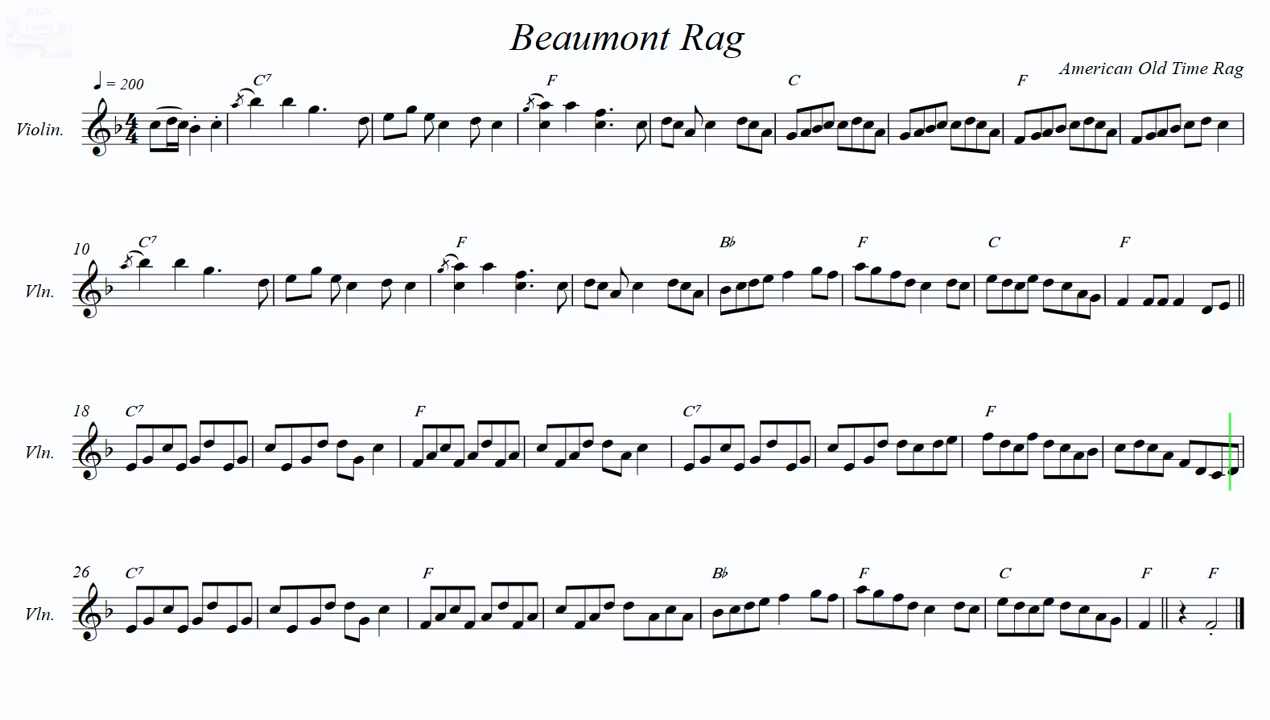 Fiddle
Beaumont Rag
American Old Time Rag
♩ = 200
C7 F C F
Violin.
10 C7 F B♭ F C F
Vln.
18 C7 F C7 F
Vln.
26 C7 F B♭ F C F F
Vln.